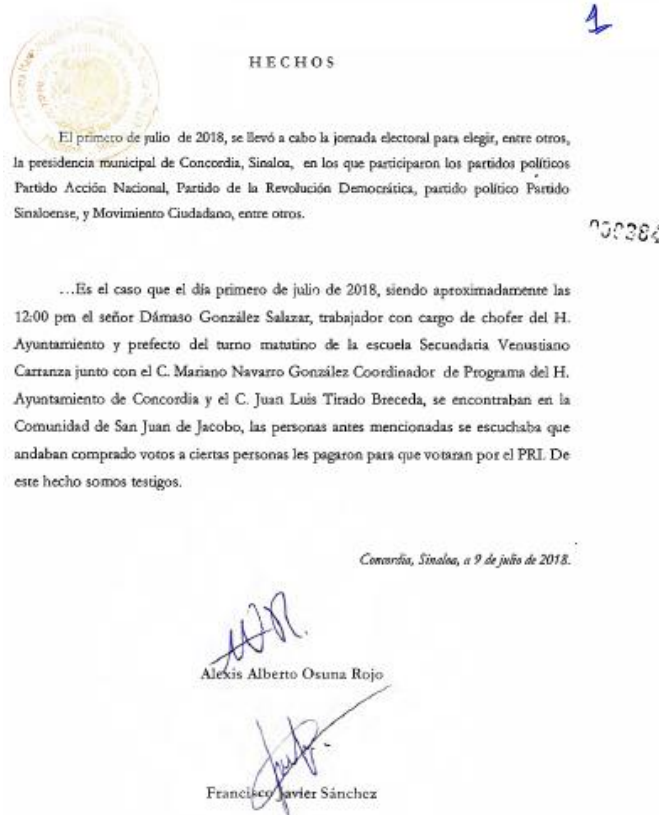 1
HECHOS
El primero de julio de 2018, se llevó a cabo la jornada electoral para elegir, entre otros,
la presidencia municipal de Concordia, Sinaloa, en los que participaron los partidos políticos
Partido Acción Nacional, Partido de la Revolución Democrática, partido político Partido
Sinaloense, y Movimiento Ciudadano, entre otros.
…Es el caso que el día primero de julio de 2018, siendo aproximadamente las
12:00 pm el señor Dámaso González Salazar, trabajador con cargo de chofer del H.
Ayuntamiento y prefecto del turno matutino de la escuela Secundaria Venustiano
Carranza junto con el C. Mariano Navarro González Coordinador de Programa del H.
Ayuntamiento de Concordia y el C. Juan Luis Tirado Breceda, se encontraban en la
Comunidad de San Juan de Jacobo, las personas antes mencionadas se escuchaba que
andaban comprado votos a ciertas personas les pagaron para que votaran por el PRI. De
este hecho somos testigos.
Concordia, Sinaloa, a 9 de julio de 2018.
Alexis Alberto Osuna Rojo
Francisco Javier Sánchez